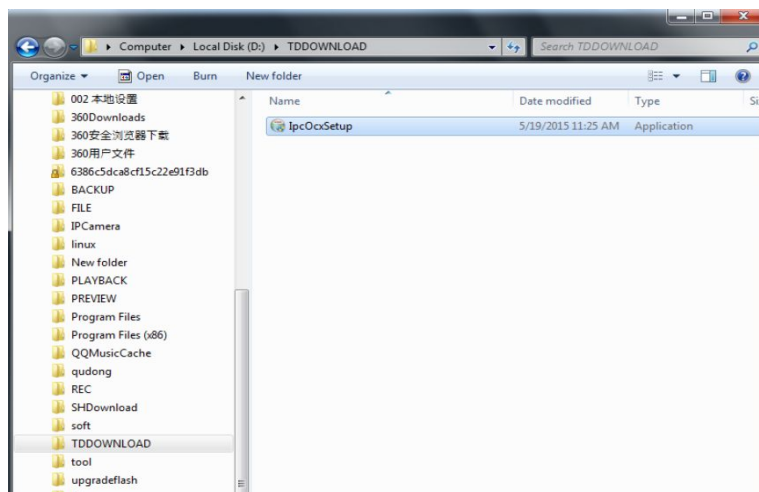 Computer ▸ Local Disk (D:) ▸ TDDOWNLOAD
Search TDDOWNLOAD
Organize Open Burn New folder
Name Date modified Type Si
002 本地设置
360Downloads
360安全浏览器下载
360用户文件
6386c5dca8cf15c22e91f3db
BACKUP
FILE
IPCamera
linux
New folder
PLAYBACK
PREVIEW
Program Files
Program Files (x86)
QQMusicCache
qudong
REC
SHDownload
soft
TDDOWNLOAD
tool
upgradeflash
IpcOcxSetup 5/19/2015 11:25 AM Application